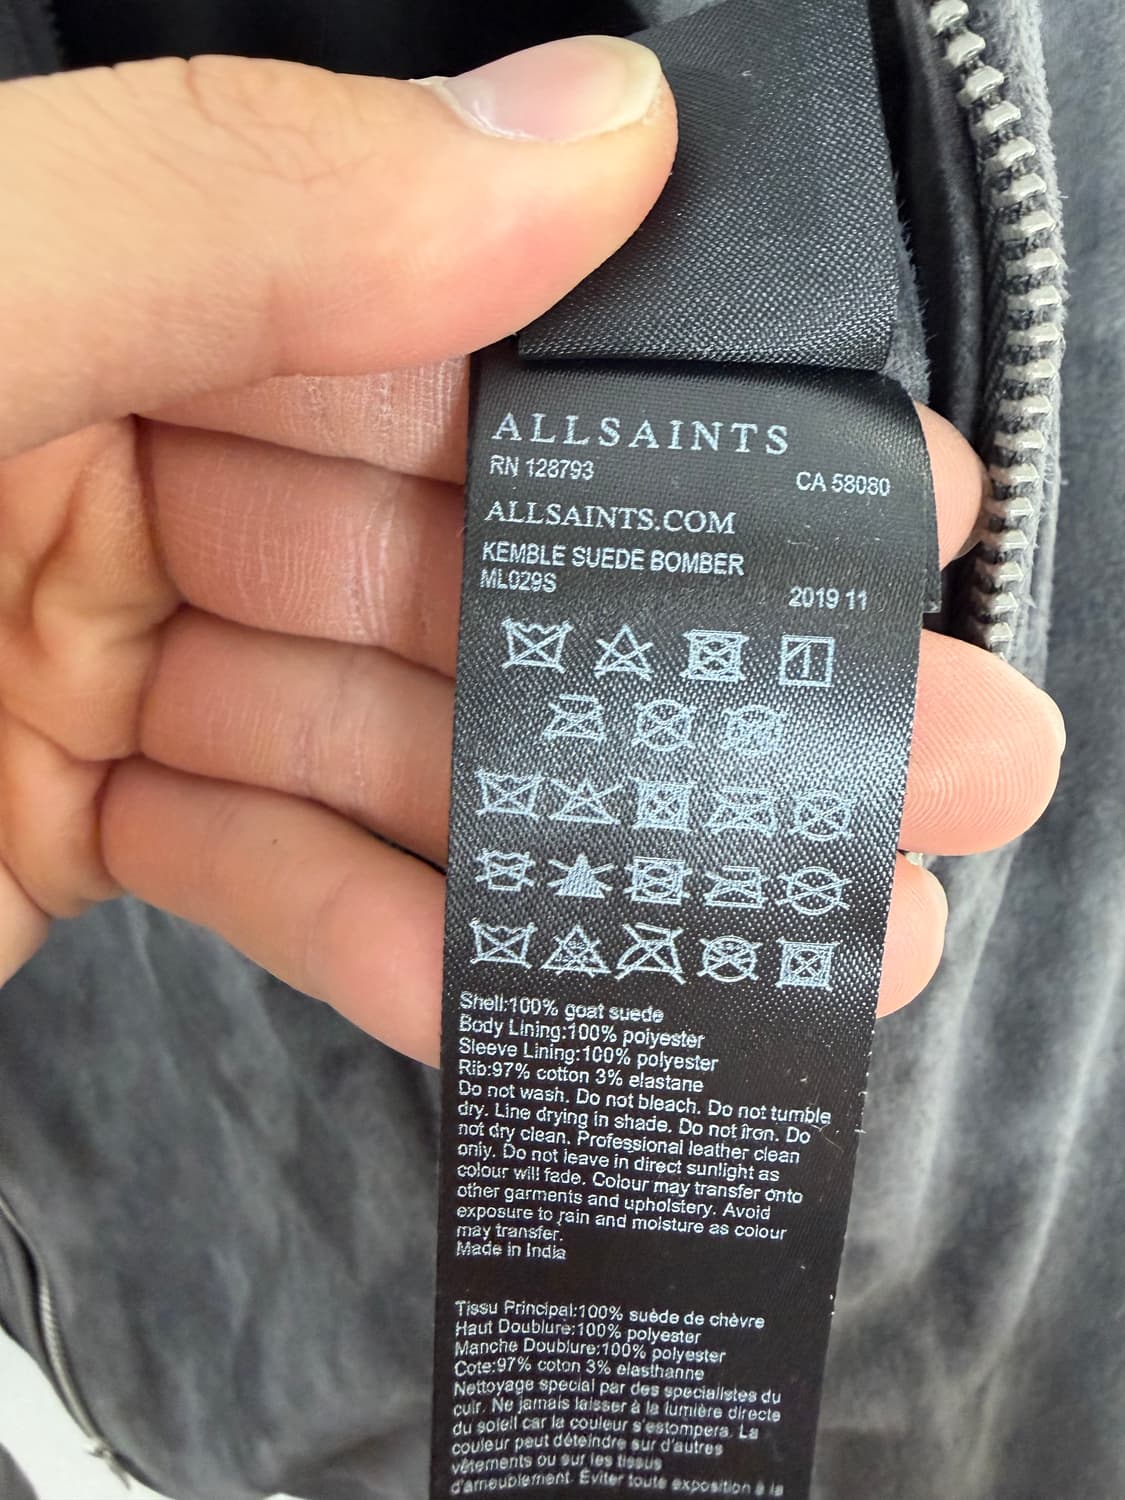 ALLSAINTS
RN 128793 CA 58080
ALLSAINTS.COM
KEMBLE SUEDE BOMBER
ML029S 2019 11
Shell:100% goat suede
Body Lining:100% polyester
Sleeve Lining:100% polyester
Rib:97% cotton 3% elastane
Do not wash. Do not bleach. Do not tumble
dry. Line drying in shade. Do not iron. Do
not dry clean. Professional leather clean
only. Do not leave in direct sunlight as
colour will fade. Colour may transfer onto
other garments and upholstery. Avoid
exposure to rain and moisture as colour
may transfer.
Made in India
Tissu Principal:100% suède de chèvre
Haut Doublure:100% polyester
Manche Doublure:100% polyester
Cote:97% coton 3% elasthanne
Nettoyage special par des specialistes du
cuir. Ne jamais laisser à la lumière directe
du soleil car la couleur s'estompera. La
couleur peut déteindre sur d'autres
vêtements ou sur les tissus
d'ameublement. Éviter toute exposition à la